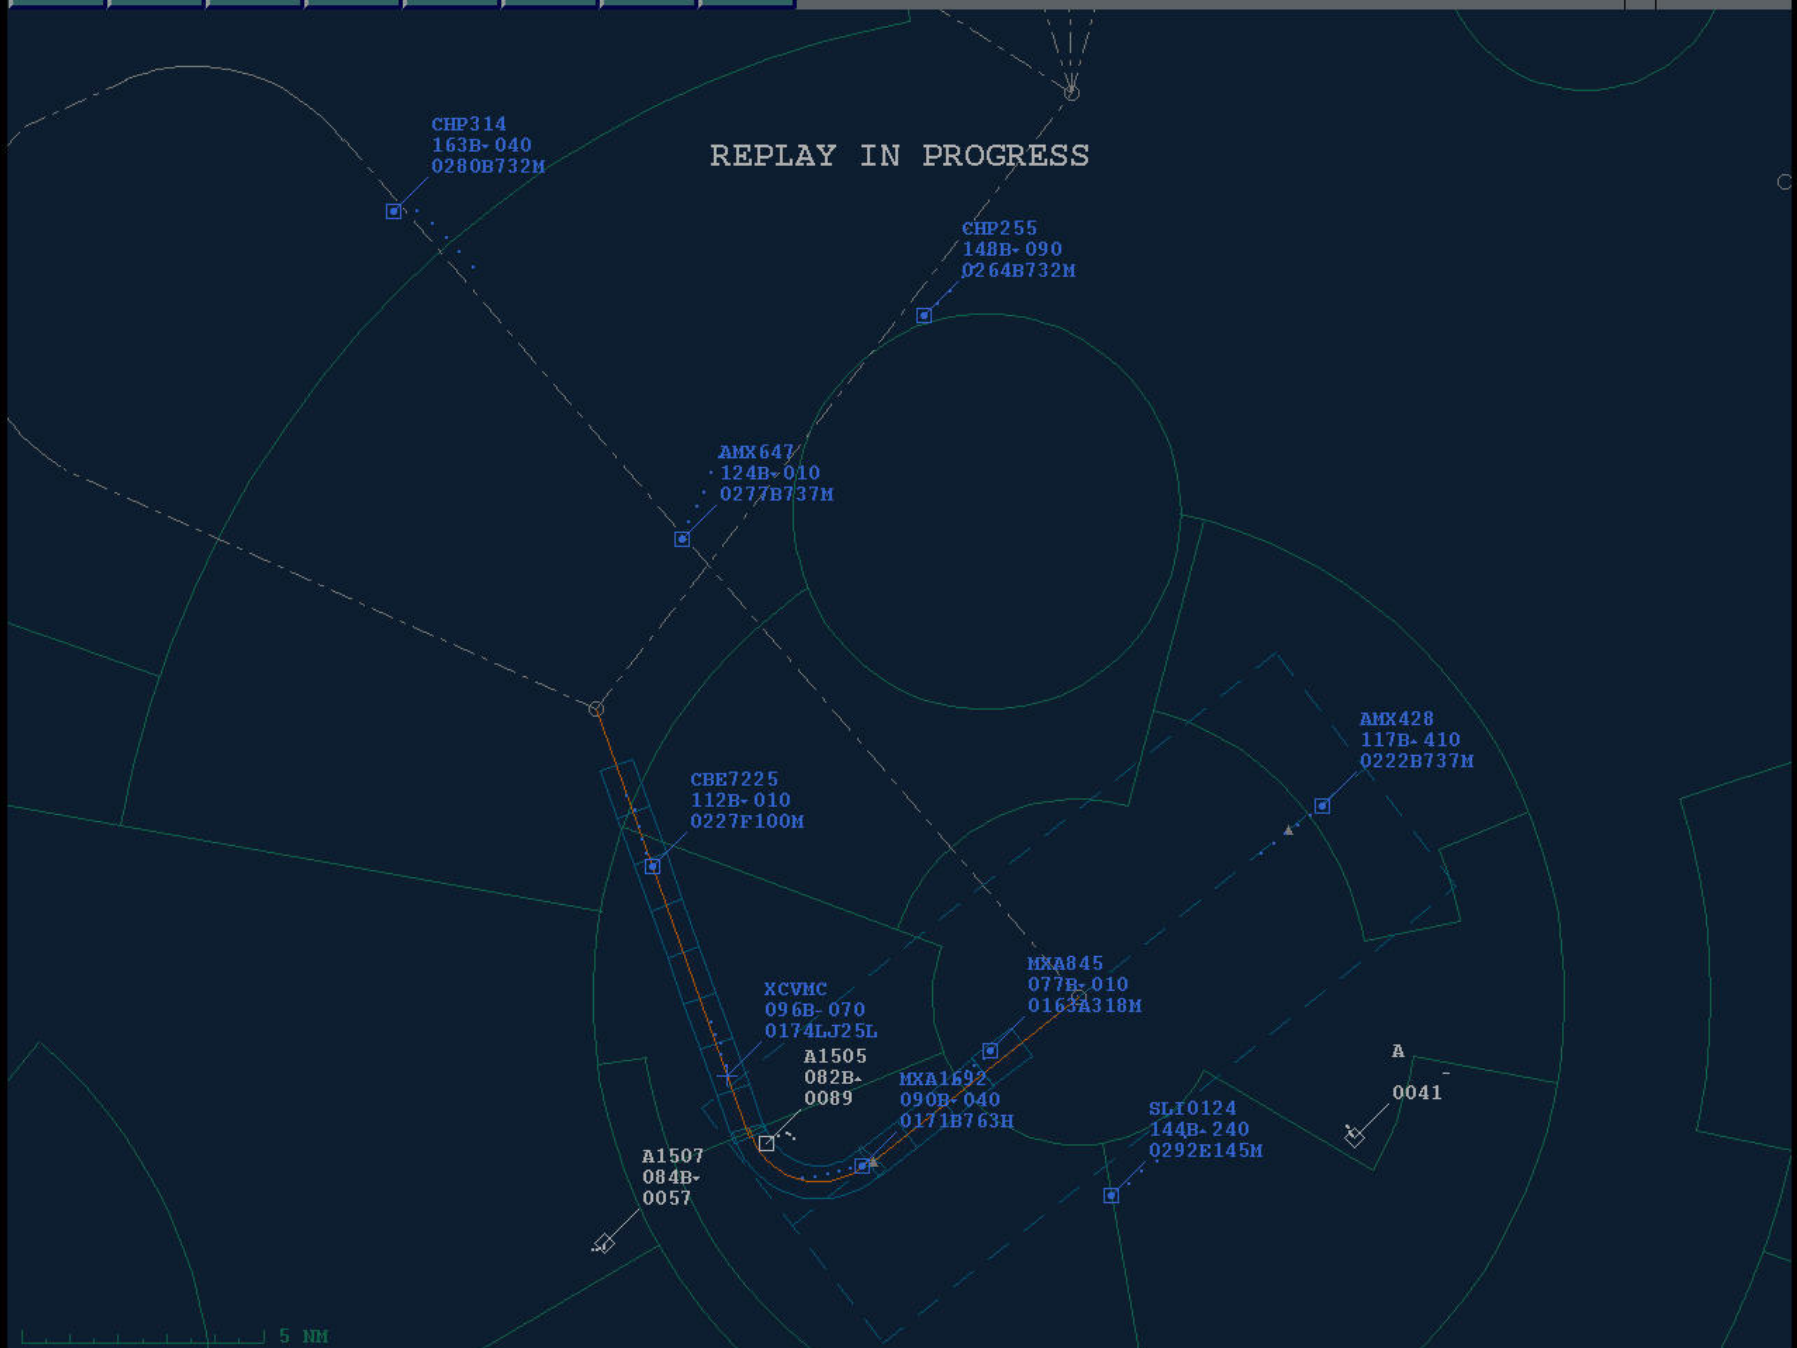 CHP314
163B▾040
0280B732M
REPLAY IN PROGRESS
CHP255
148B▾090
0264B732M
AMX647
124B▾010
0277B737M
AMX428
117B▴410
0222B737M
CBE7225
112B▾010
0227F100M
MXA845
077B▾010
0163A318M
XCVMC
096B-070
0174LJ25L
A1505
082B▴
0089
MXA1692
090B▾040
0171B763H
A
0041
SLI0124
144B▴240
0292E145M
A1507
084B▾
0057
5 NM